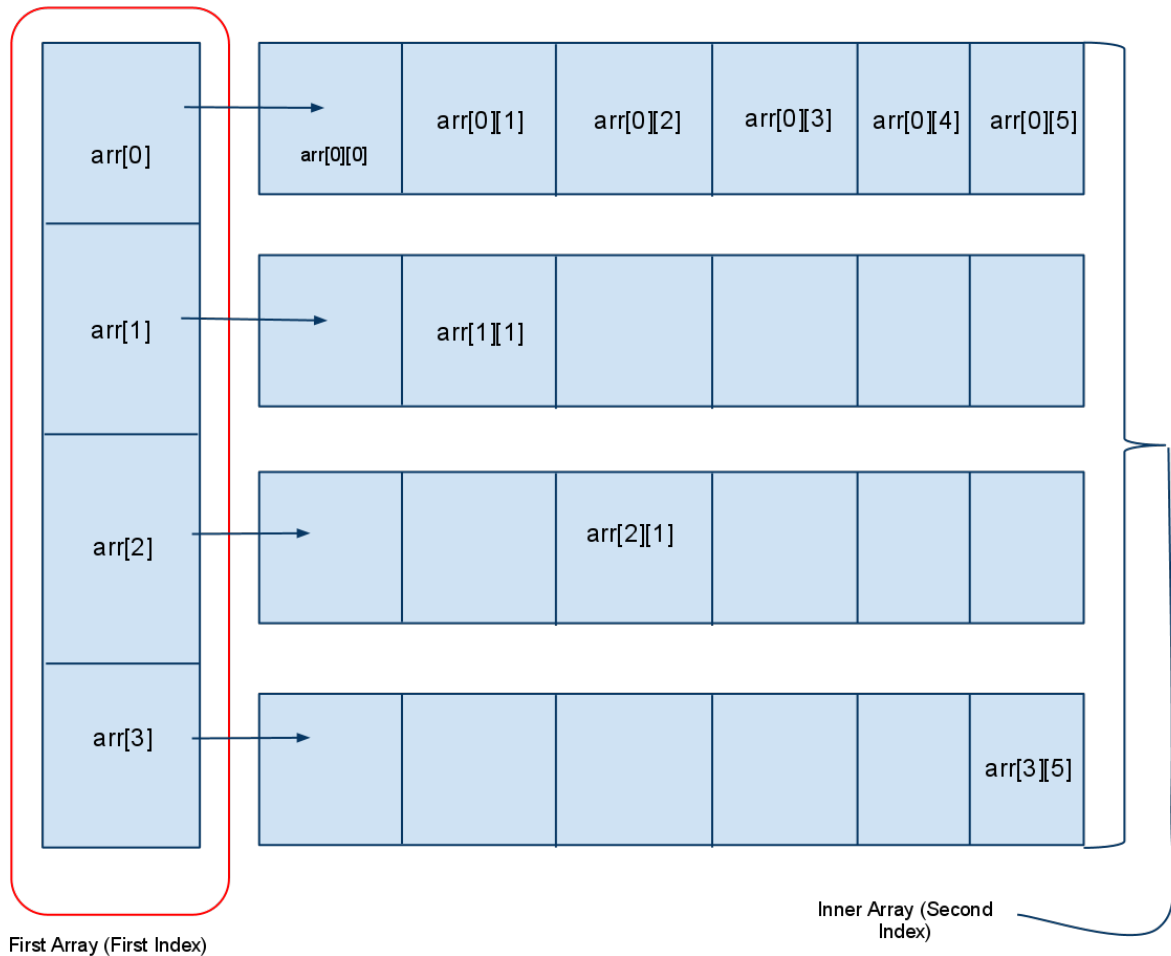 arr[0]
arr[0][0]
arr[0][1]
arr[0][2]
arr[0][3]
arr[0][4]
arr[0][5]
arr[1]
arr[1][1]
arr[2]
arr[2][1]
arr[3]
arr[3][5]
Inner Array (Second
Index)
First Array (First Index)